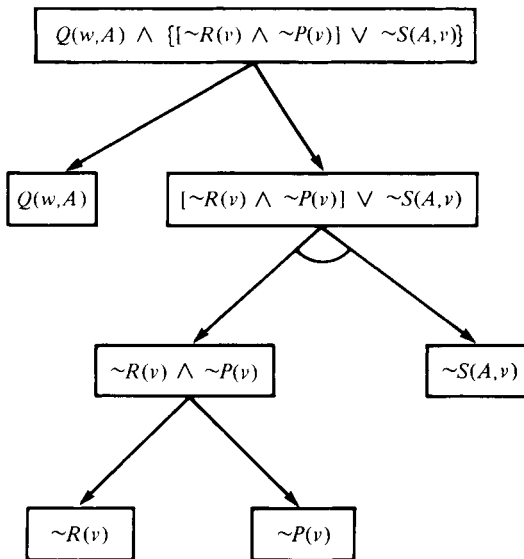 Q(w,A) ∧ {[~R(v) ∧ ~P(v)] ∨ ~S(A,v)}
Q(w,A)
[~R(v) ∧ ~P(v)] ∨ ~S(A,v)
~R(v) ∧ ~P(v)
~S(A,v)
~R(v)
~P(v)